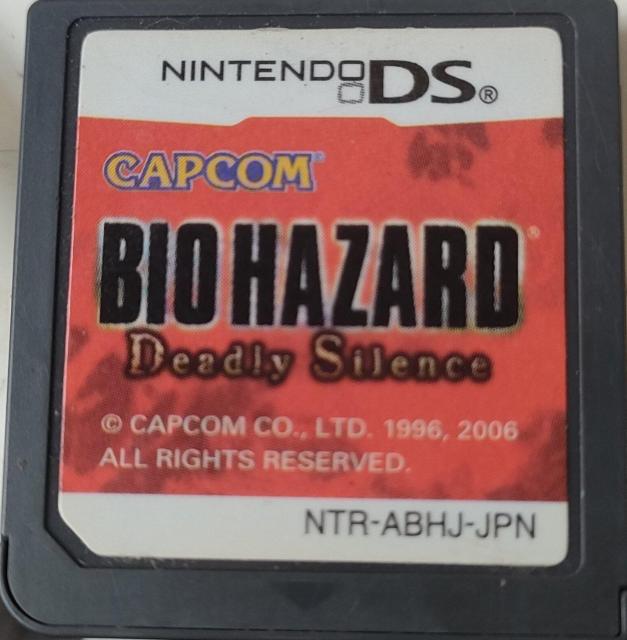 NINTENDO DS®
CAPCOM®
BIOHAZARD®
Deadly Silence
© CAPCOM CO., LTD. 1996, 2006
ALL RIGHTS RESERVED.
NTR-ABHJ-JPN